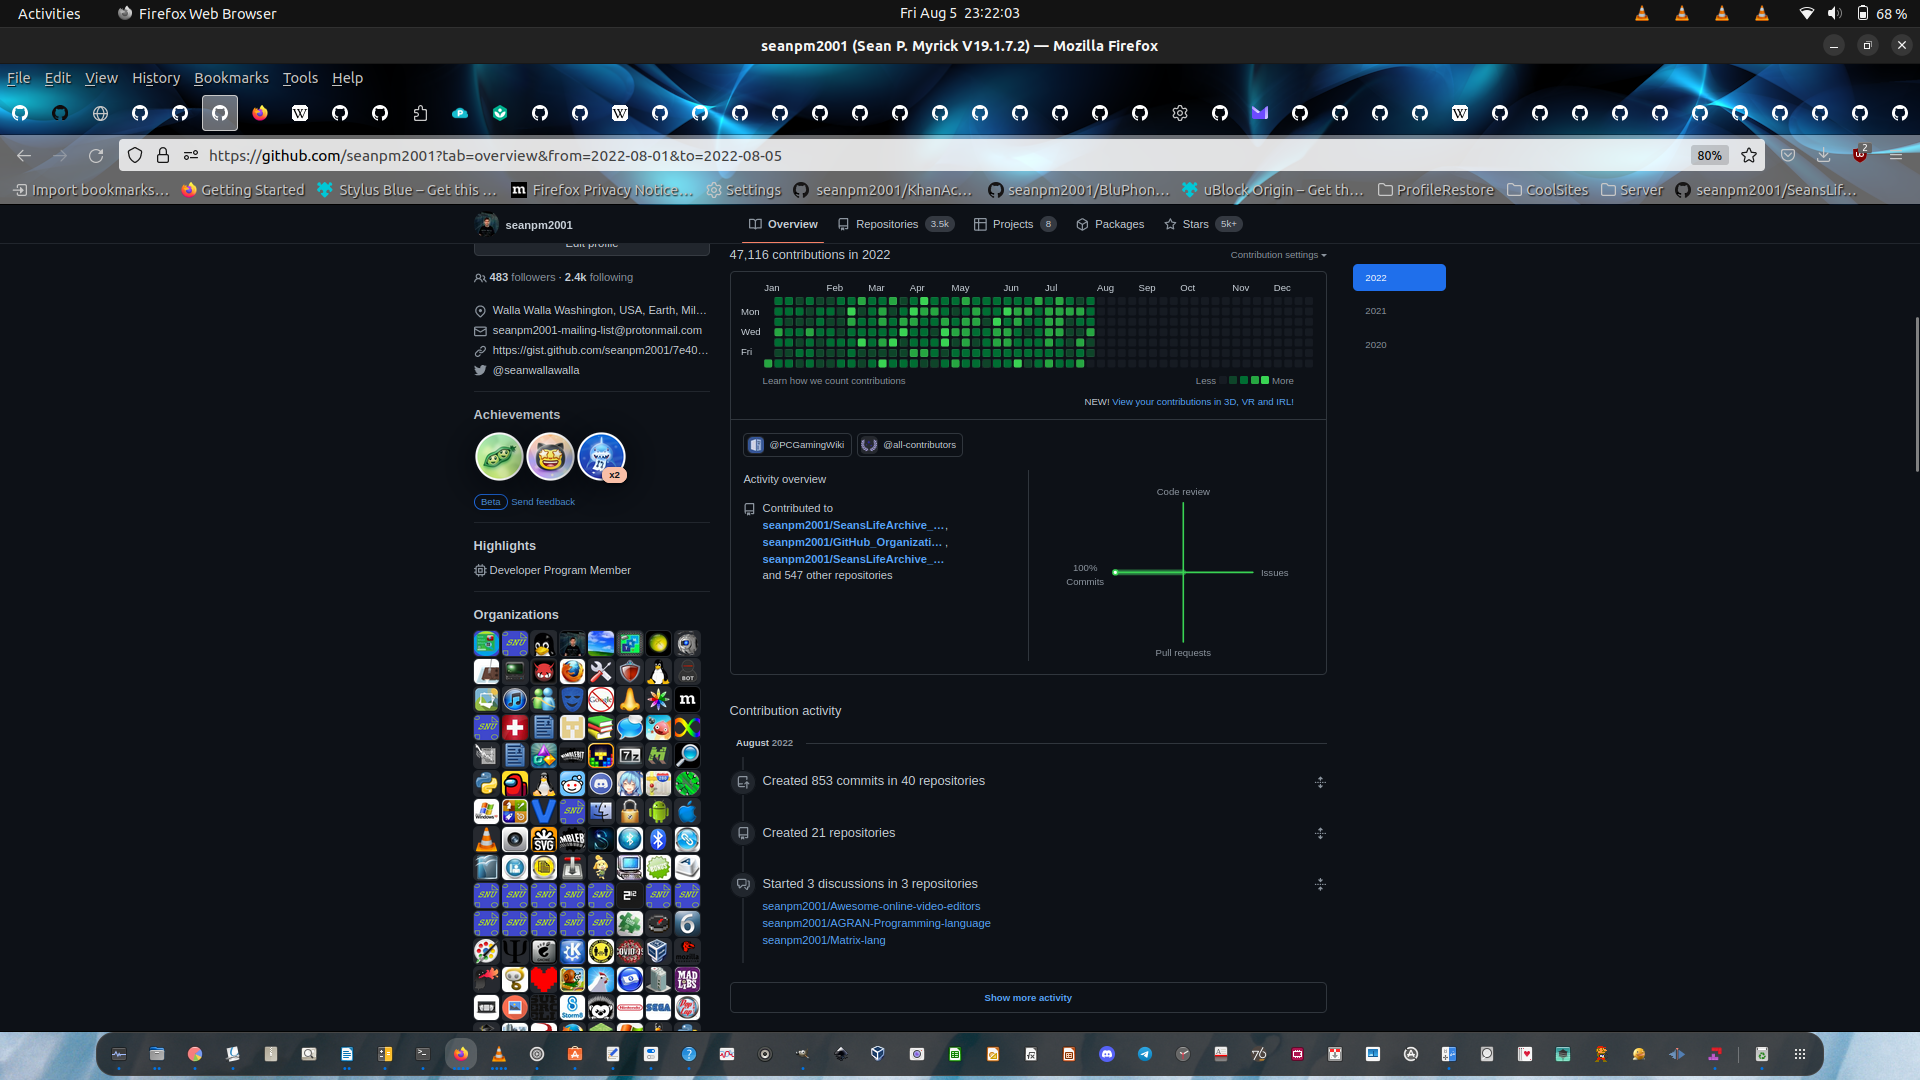 Activities
Firefox Web Browser
Fri Aug 5 23:22:03
68 %
seanpm2001 (Sean P. Myrick V19.1.7.2) — Mozilla Firefox
File Edit View History Bookmarks Tools Help
https://github.com/seanpm2001?tab=overview&from=2022-08-01&to=2022-08-05
80%
2
Import bookmarks…
Getting Started
Stylus Blue – Get this …
Firefox Privacy Notice…
Settings
seanpm2001/KhanAc…
seanpm2001/BluPhon…
uBlock Origin – Get th…
ProfileRestore
CoolSites
Server
seanpm2001/SeansLif…
seanpm2001
Overview
Repositories 3.5k
Projects 8
Packages
Stars 5k+
Edit profile
483 followers · 2.4k following
Walla Walla Washington, USA, Earth, Mil…
seanpm2001-mailing-list@protonmail.com
https://gist.github.com/seanpm2001/7e40…
@seanwallawalla
Achievements
x2
Beta Send feedback
Highlights
Developer Program Member
Organizations
47,116 contributions in 2022
Contribution settings
2022
2021
2020
Jan Feb Mar Apr May Jun Jul Aug Sep Oct Nov Dec
Mon
Wed
Fri
Learn how we count contributions
Less More
NEW! View your contributions in 3D, VR and IRL!
@PCGamingWiki
@all-contributors
Activity overview
Contributed to
seanpm2001/SeansLifeArchive_…,
seanpm2001/GitHub_Organizati… ,
seanpm2001/SeansLifeArchive_…
and 547 other repositories
Code review
100%
Commits
Issues
Pull requests
Contribution activity
August 2022
Created 853 commits in 40 repositories
Created 21 repositories
Started 3 discussions in 3 repositories
seanpm2001/Awesome-online-video-editors
seanpm2001/AGRAN-Programming-language
seanpm2001/Matrix-lang
Show more activity